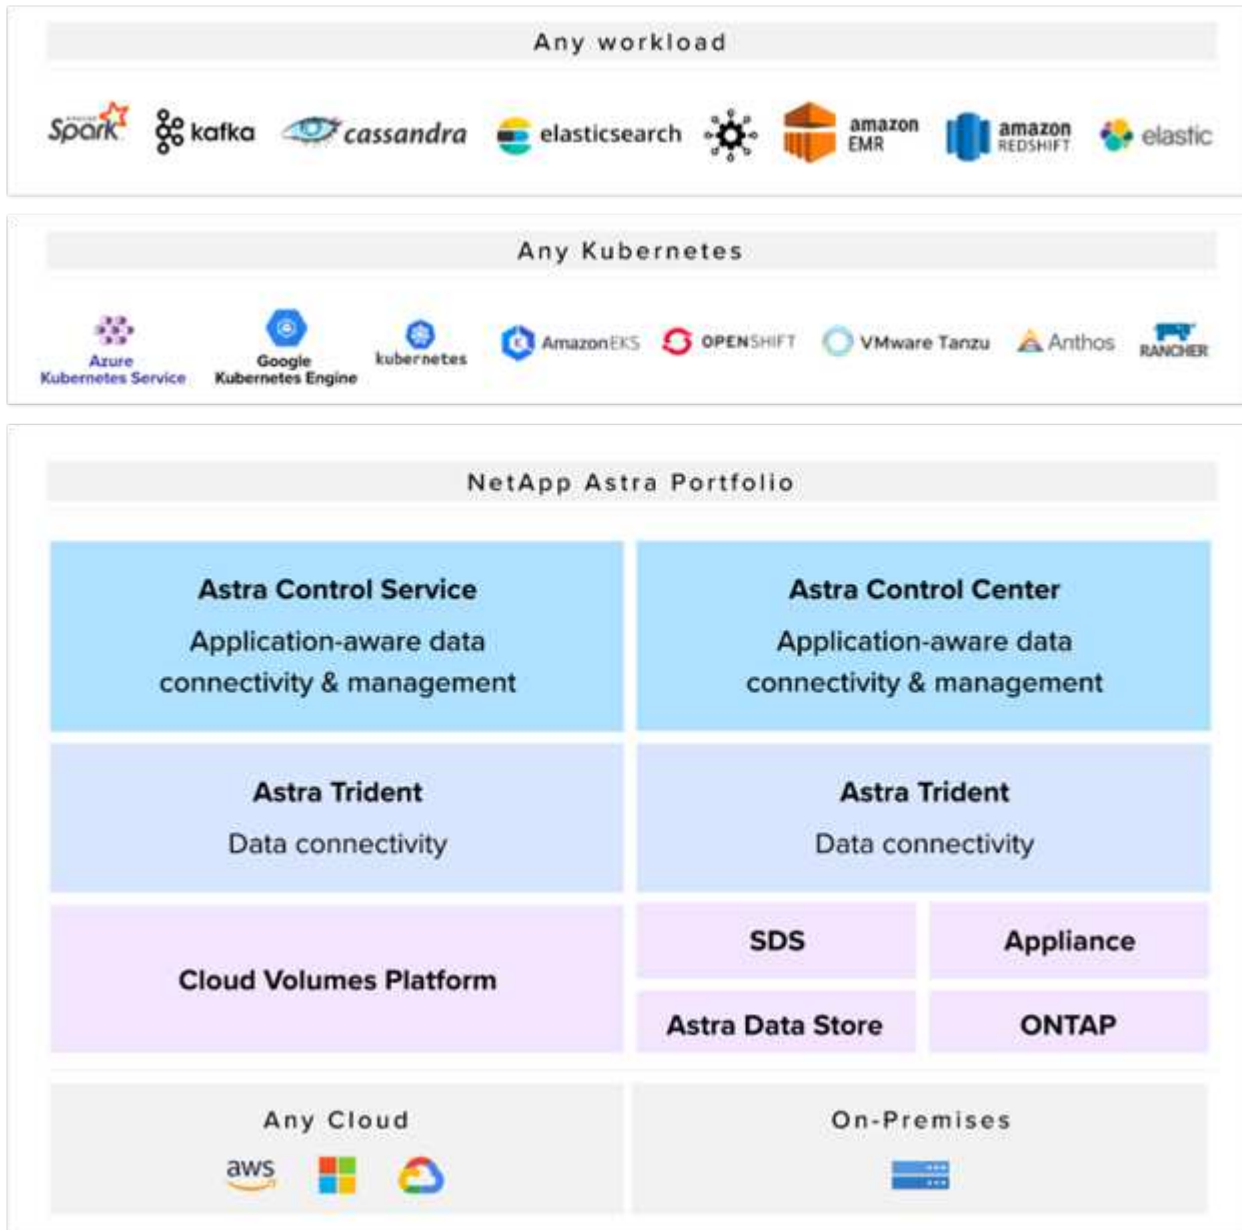 Any workload
APACHE
Spark
kafka
cassandra
elasticsearch
amazon
EMR
amazon
REDSHIFT
elastic
Any Kubernetes
Azure
Kubernetes Service
Google
Kubernetes Engine
kubernetes
Amazon EKS
OPENSHIFT
VMware Tanzu
Anthos
RANCHER
NetApp Astra Portfolio
Astra Control Service
Application-aware data
connectivity & management
Astra Control Center
Application-aware data
connectivity & management
Astra Trident
Data connectivity
Astra Trident
Data connectivity
Cloud Volumes Platform
SDS
Appliance
Astra Data Store
ONTAP
Any Cloud
aws
On-Premises